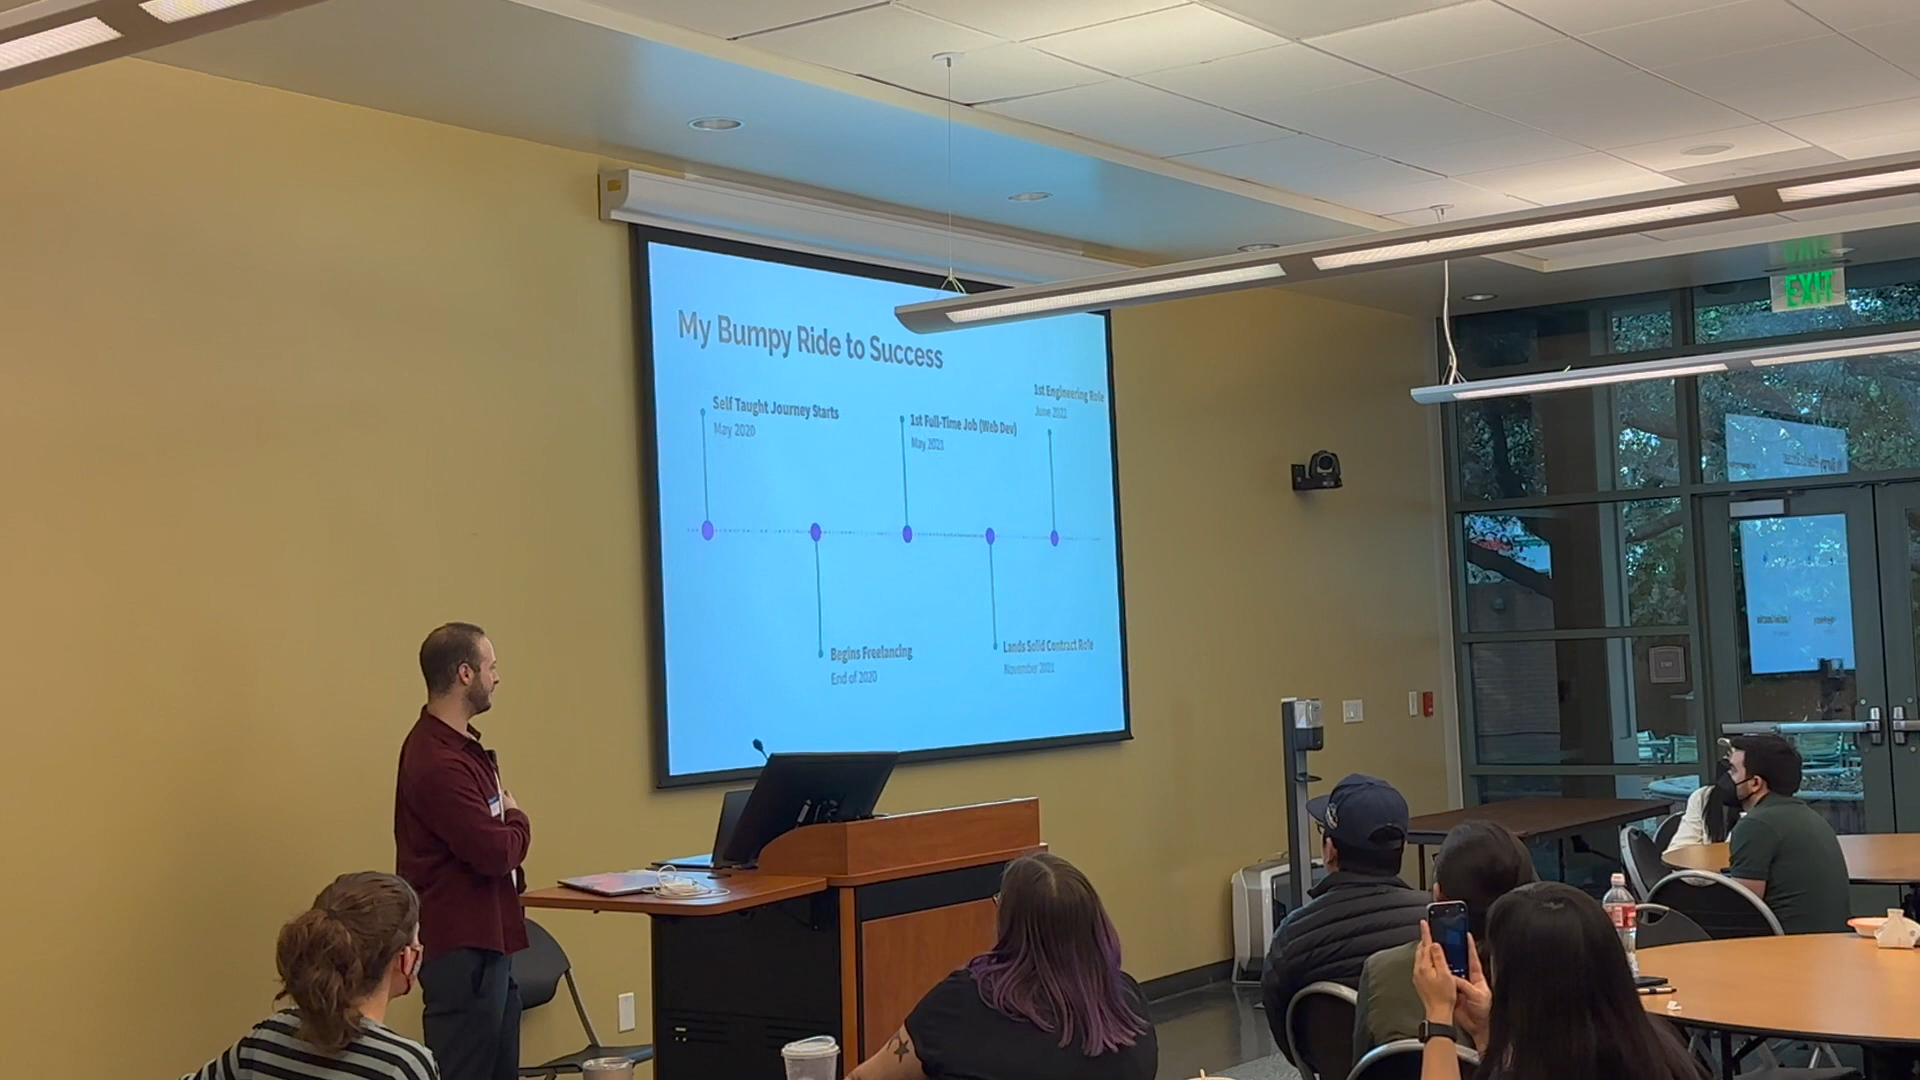 My Bumpy Ride to Success
Self Taught Journey Starts
May 2020
1st Full-Time Job (Web Dev)
May 2021
1st Engineering Role
June 2022
Begins Freelancing
End of 2020
Lands Solid Contract Role
November 2021
EXIT